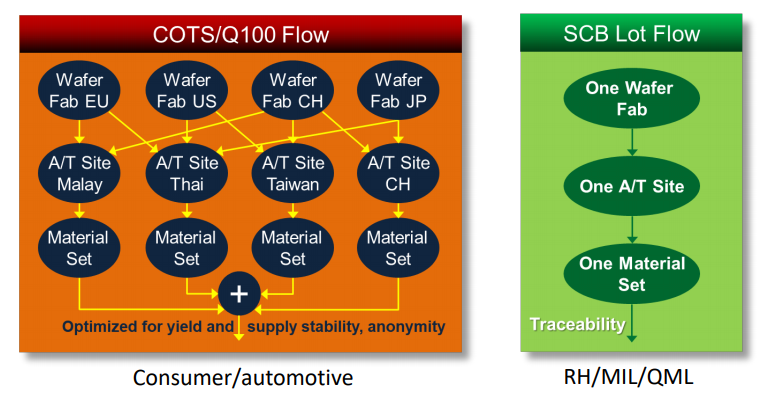 COTS/Q100 Flow
Wafer
Fab EU
Wafer
Fab US
Wafer
Fab CH
Wafer
Fab JP
A/T Site
Malay
A/T Site
Thai
A/T Site
Taiwan
A/T Site
CH
Material
Set
Material
Set
Material
Set
Material
Set
+
Optimized for yield and supply stability, anonymity
Consumer/automotive
SCB Lot Flow
One Wafer
Fab
One A/T Site
One Material
Set
Traceability
RH/MIL/QML